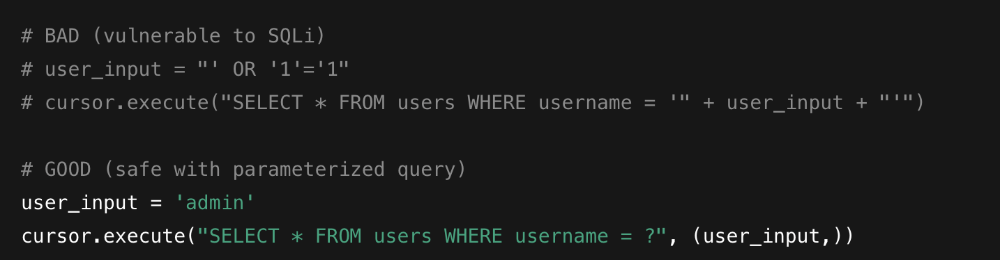 # BAD (vulnerable to SQLi)
# user_input = "' OR '1'='1"
# cursor.execute("SELECT * FROM users WHERE username = '" + user_input + "'")
# GOOD (safe with parameterized query)
user_input = 'admin'
cursor.execute("SELECT * FROM users WHERE username = ?", (user_input,))